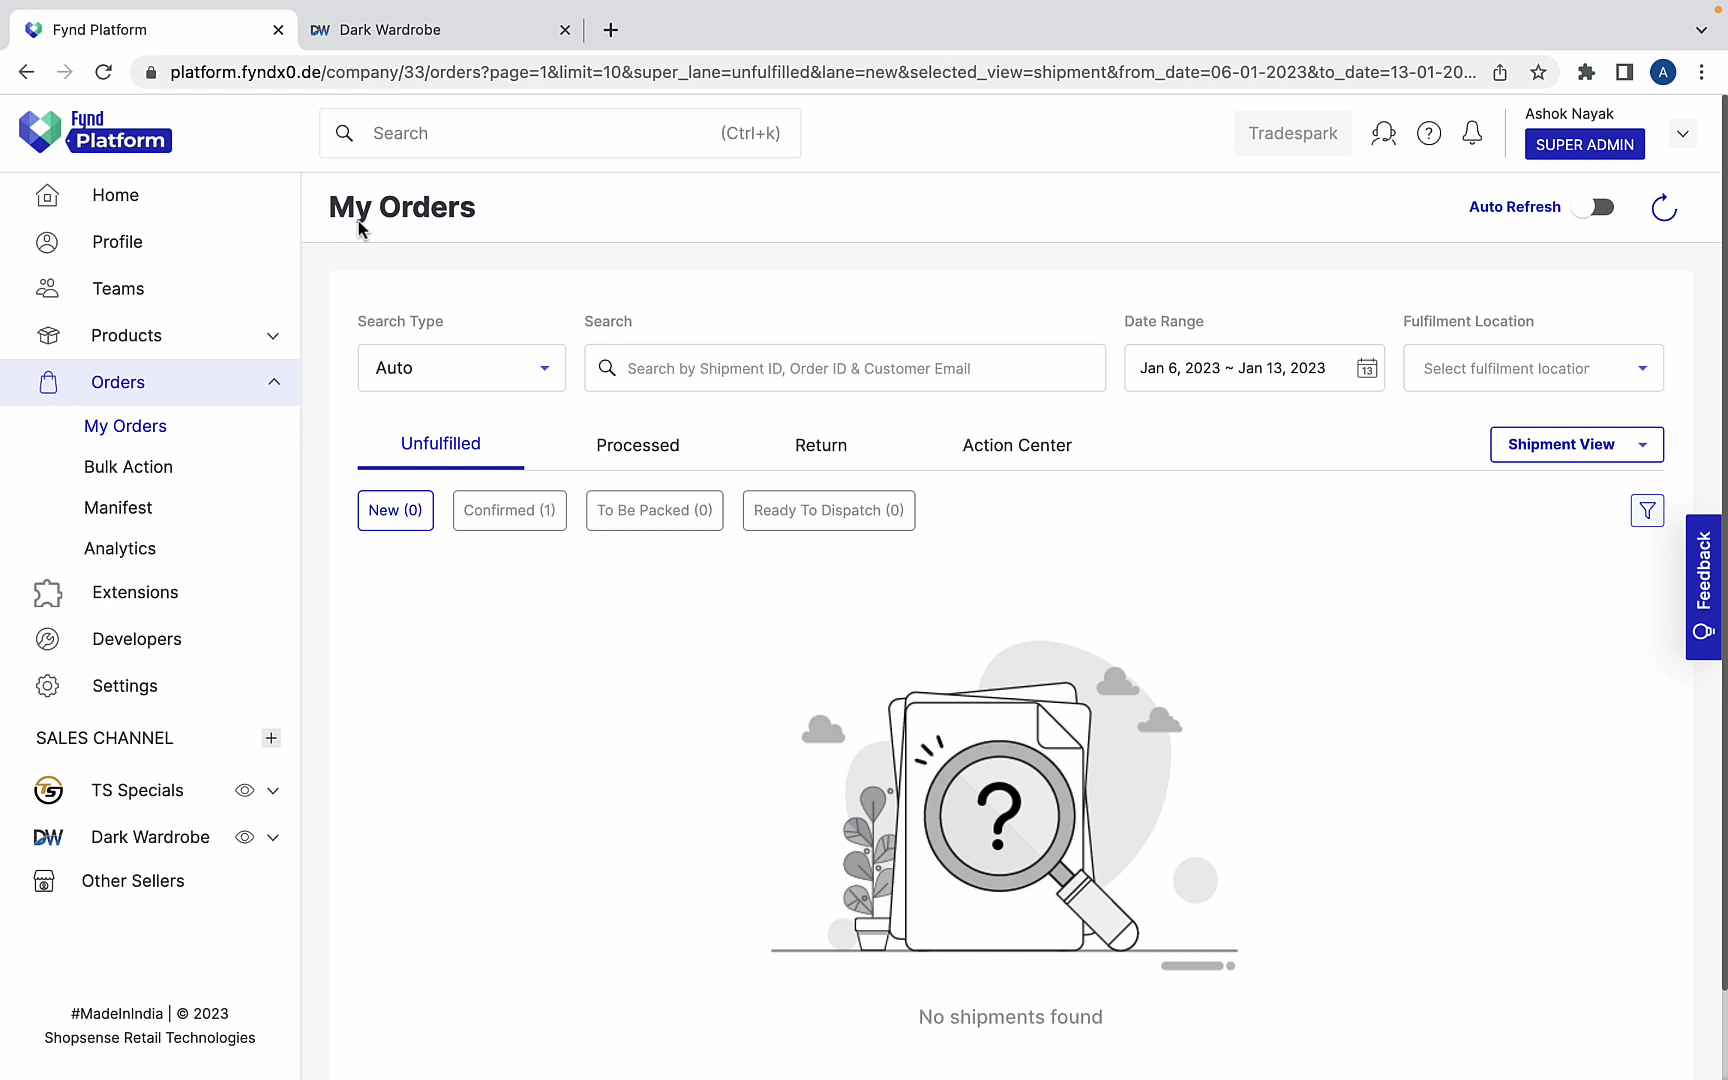 Fynd Platform
DW Dark Wardrobe
platform.fyndx0.de/company/33/orders?page=1&limit=10&super_lane=unfulfilled&lane=new&selected_view=shipment&from_date=06-01-2023&to_date=13-01-20...
A
Fynd
Platform
Search
(Ctrl+k)
Tradespark
?
Ashok Nayak
SUPER ADMIN
Home
Profile
Teams
Products
Orders
My Orders
Bulk Action
Manifest
Analytics
Extensions
Developers
Settings
SALES CHANNEL
+
TS TS Specials
DW Dark Wardrobe
Other Sellers
#MadeInIndia | © 2023
Shopsense Retail Technologies
My Orders
Auto Refresh
Search Type
Search
Date Range
Fulfilment Location
Auto
Search by Shipment ID, Order ID & Customer Email
Jan 6, 2023 ~ Jan 13, 2023
13
Select fulfilment location
Unfulfilled
Processed
Return
Action Center
Shipment View
New (0)
Confirmed (1)
To Be Packed (0)
Ready To Dispatch (0)
Feedback
?
No shipments found